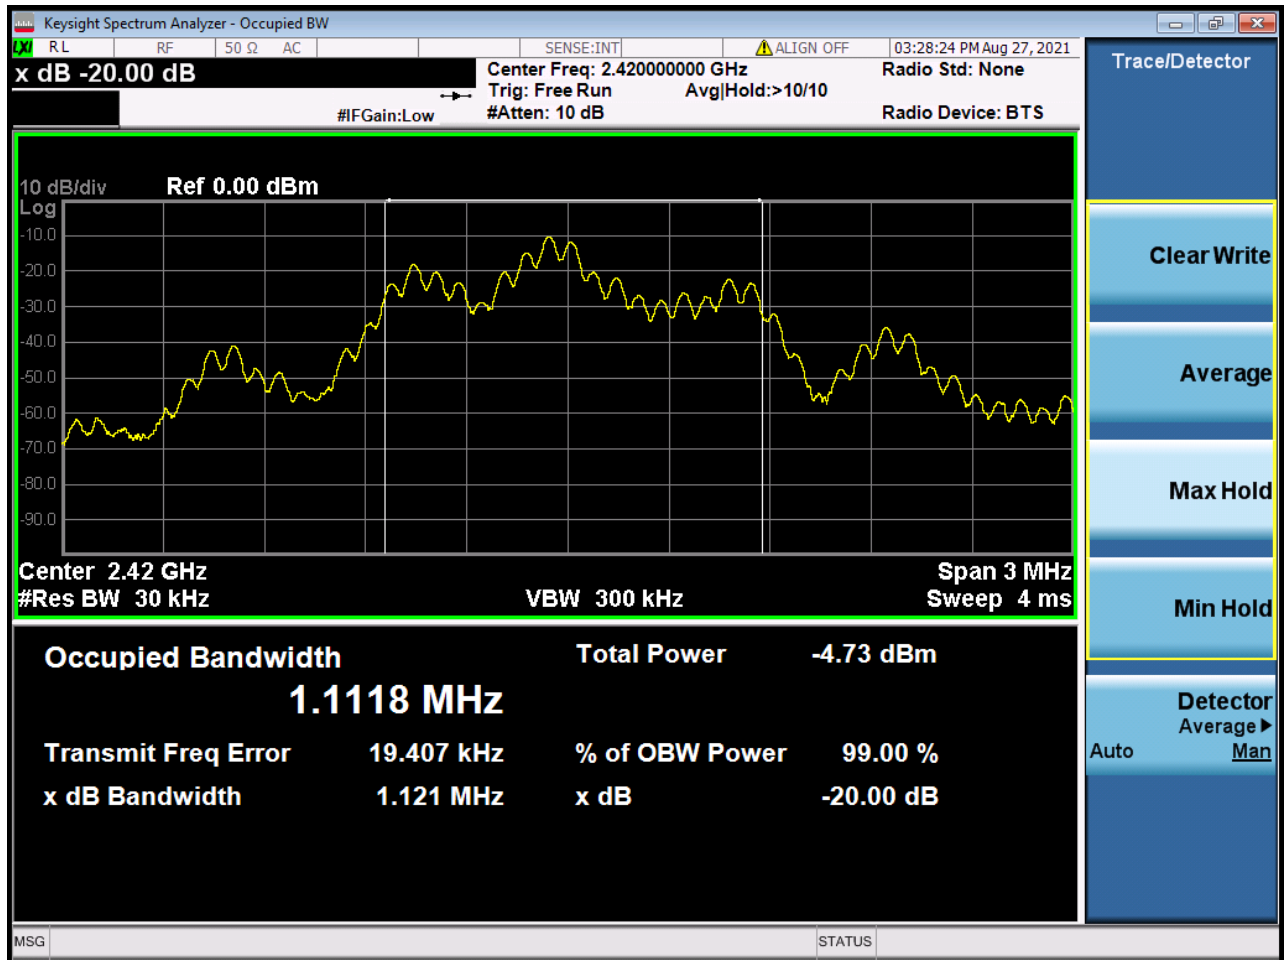 Keysight Spectrum Analyzer - Occupied BW
LXI RL RF 50 Ω AC SENSE:INT ALIGN OFF 03:28:24 PM Aug 27, 2021
x dB -20.00 dB
Center Freq: 2.420000000 GHz Radio Std: None
Trig: Free Run Avg|Hold:>10/10
#IFGain:Low #Atten: 10 dB Radio Device: BTS
10 dB/div Ref 0.00 dBm
Log
-10.0
-20.0
-30.0
-40.0
-50.0
-60.0
-70.0
-80.0
-90.0
Center 2.42 GHz Span 3 MHz
#Res BW 30 kHz VBW 300 kHz Sweep 4 ms
Occupied Bandwidth Total Power -4.73 dBm
1.1118 MHz
Transmit Freq Error 19.407 kHz % of OBW Power 99.00 %
x dB Bandwidth 1.121 MHz x dB -20.00 dB
MSG STATUS
Trace/Detector
Clear Write
Average
Max Hold
Min Hold
Detector
Average▶
Auto Man